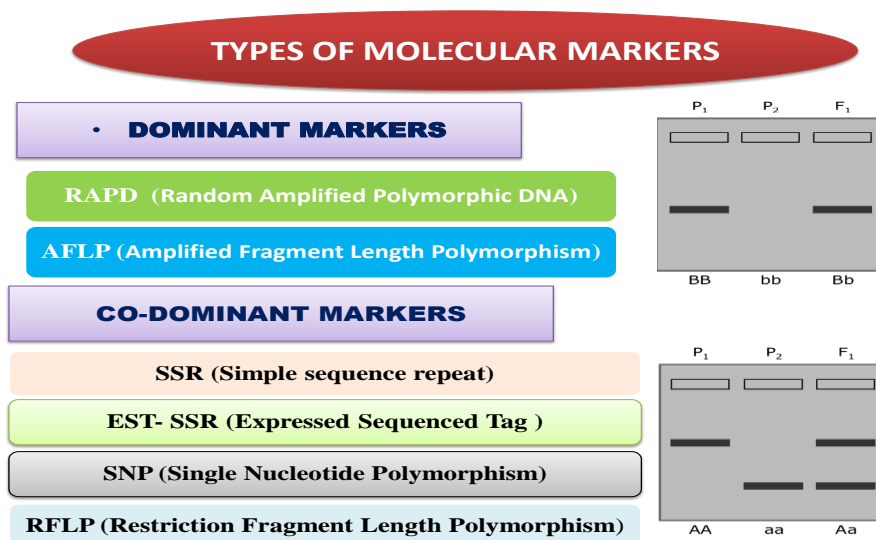 TYPES OF MOLECULAR MARKERS
• DOMINANT MARKERS
RAPD (Random Amplified Polymorphic DNA)
AFLP (Amplified Fragment Length Polymorphism)
P₁ P₂ F₁
BB bb Bb
CO-DOMINANT MARKERS
SSR (Simple sequence repeat)
EST- SSR (Expressed Sequenced Tag )
SNP (Single Nucleotide Polymorphism)
RFLP (Restriction Fragment Length Polymorphism)
P₁ P₂ F₁
AA aa Aa